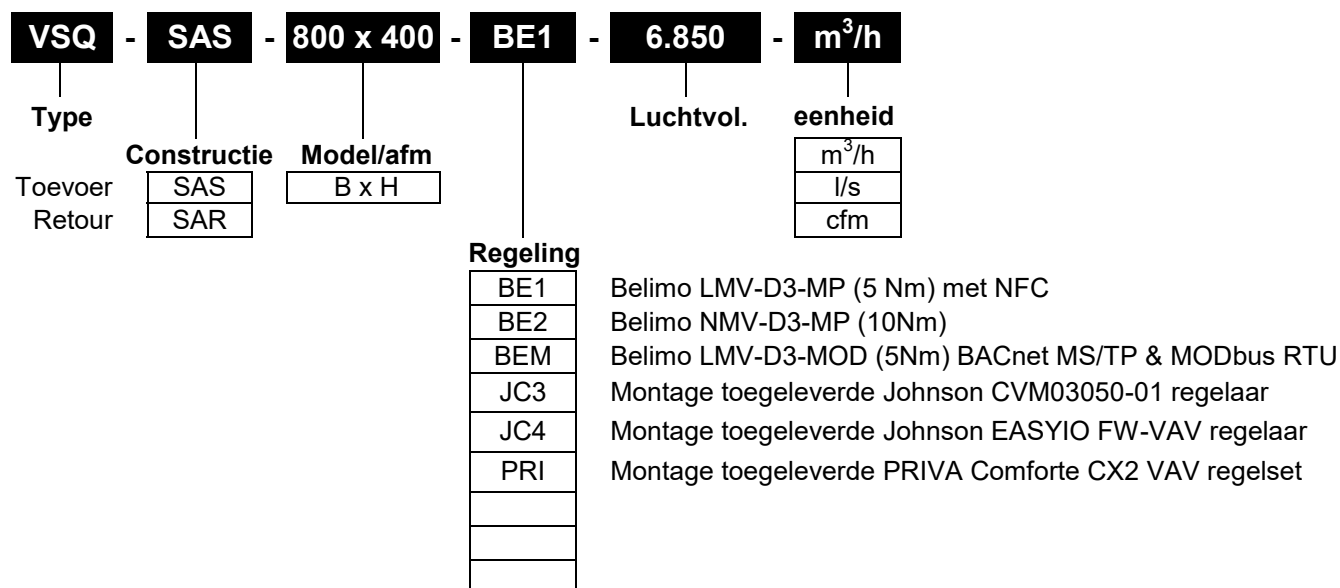 VSQ - SAS - 800 x 400 - BE1 - 6.850 - m³/h
Type Luchtvol. eenheid
Constructie Model/afm m³/h
Toevoer SAS B x H l/s
Retour SAR cfm
Regeling
BE1 Belimo LMV-D3-MP (5 Nm) met NFC
BE2 Belimo NMV-D3-MP (10Nm)
BEM Belimo LMV-D3-MOD (5Nm) BACnet MS/TP & MODbus RTU
JC3 Montage toegeleverde Johnson CVM03050-01 regelaar
JC4 Montage toegeleverde Johnson EASYIO FW-VAV regelaar
PRI Montage toegeleverde PRIVA Comforte CX2 VAV regelset